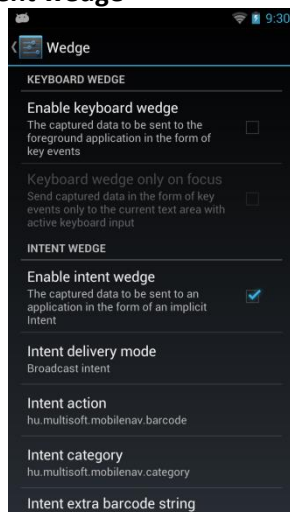 9:30
Wedge
KEYBOARD WEDGE
Enable keyboard wedge
The captured data to be sent to the
foreground application in the form of
key events
Keyboard wedge only on focus
Send captured data in the form of key
events only to the current text area with
active keyboard input
INTENT WEDGE
Enable intent wedge
The captured data to be sent to an
application in the form of an implicit
Intent
Intent delivery mode
Broadcast intent
Intent action
hu.multisoft.mobilenav.barcode
Intent category
hu.multisoft.mobilenav.category
Intent extra barcode string